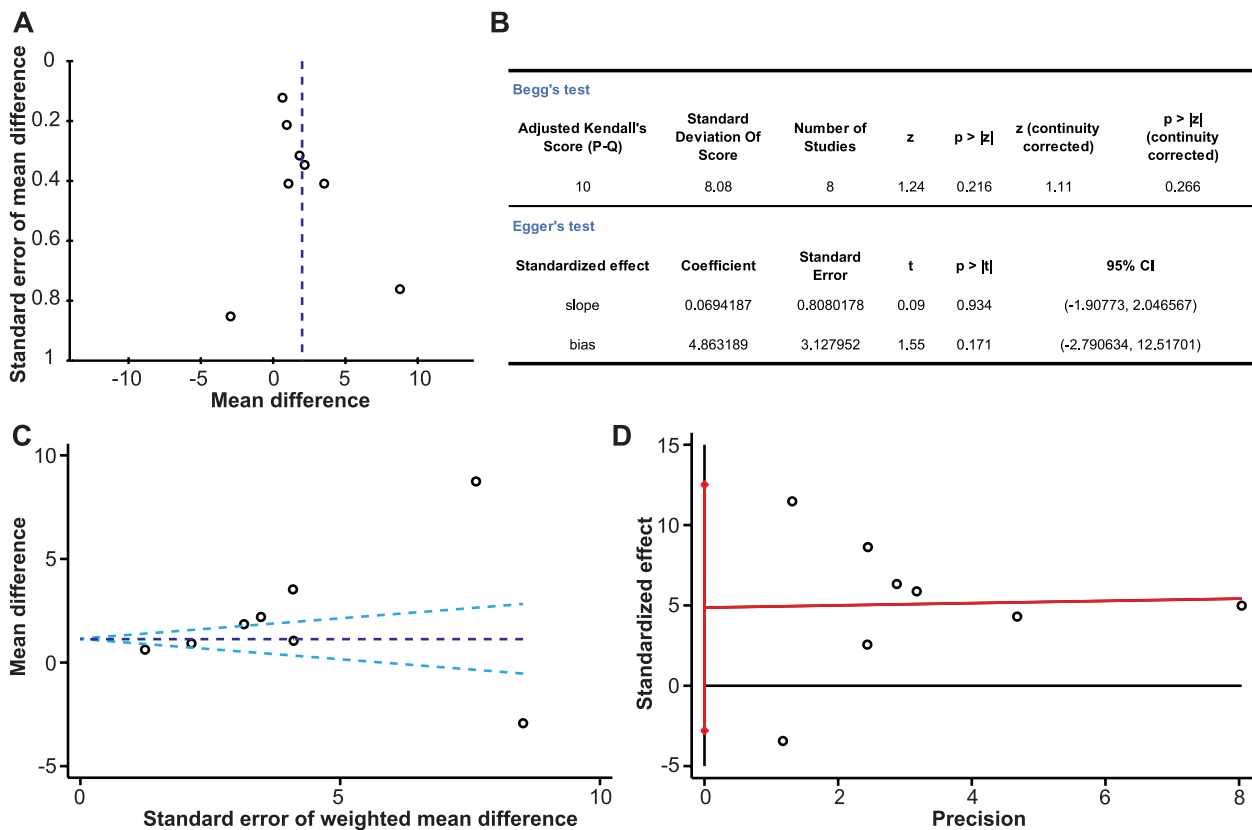 A
0
0.2
0.4
0.6
0.8
1
Standard error of mean difference
-10 -5 0 5 10
Mean difference
B
Begg's test
Adjusted Kendall's Score (P-Q) Standard Deviation Of Score Number of Studies z p > |z| z (continuity corrected) p > |z| (continuity corrected)
10 8.08 8 1.24 0.216 1.11 0.266
Egger's test
Standardized effect Coefficient Standard Error t p > |t| 95% CI
slope 0.0694187 0.8080178 0.09 0.934 (-1.90773, 2.046567)
bias 4.863189 3.127952 1.55 0.171 (-2.790634, 12.51701)
C
10
5
0
-5
Mean difference
0 5 10
Standard error of weighted mean difference
D
15
10
5
0
-5
Standardized effect
0 2 4 6 8
Precision